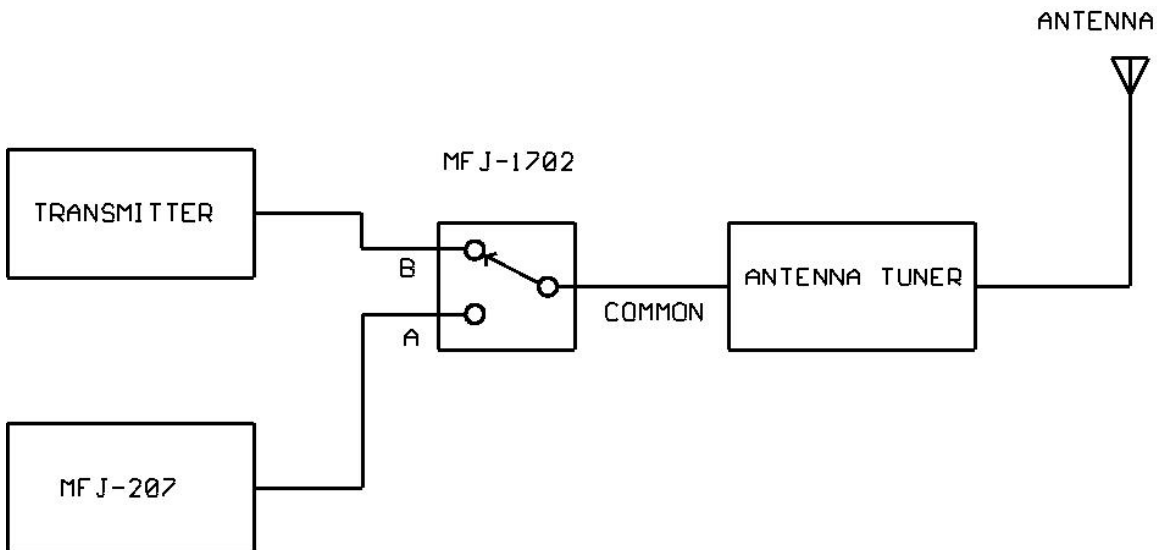 ANTENNA
MFJ-1702
TRANSMITTER
B
ANTENNA TUNER
COMMON
A
MFJ-207